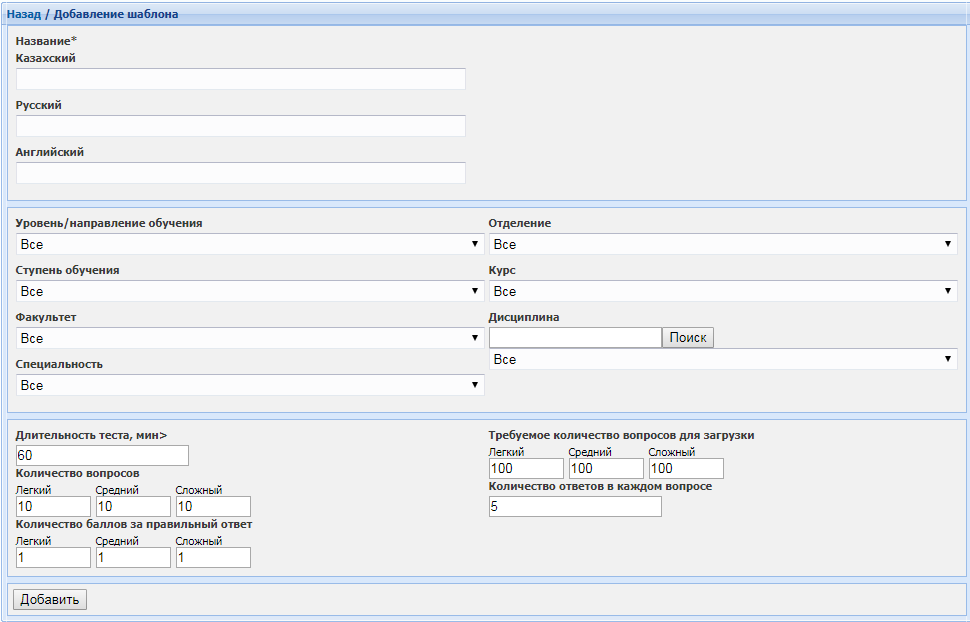 Назад / Добавление шаблона
Название*
Казахский
Русский
Английский
Уровень/направление обучения
Все
Ступень обучения
Все
Факультет
Все
Специальность
Все
Отделение
Все
Курс
Все
Дисциплина
Поиск
Все
Длительность теста, мин>
60
Количество вопросов
Легкий Средний Сложный
10 10 10
Количество баллов за правильный ответ
Легкий Средний Сложный
1 1 1
Требуемое количество вопросов для загрузки
Легкий Средний Сложный
100 100 100
Количество ответов в каждом вопросе
5
Добавить